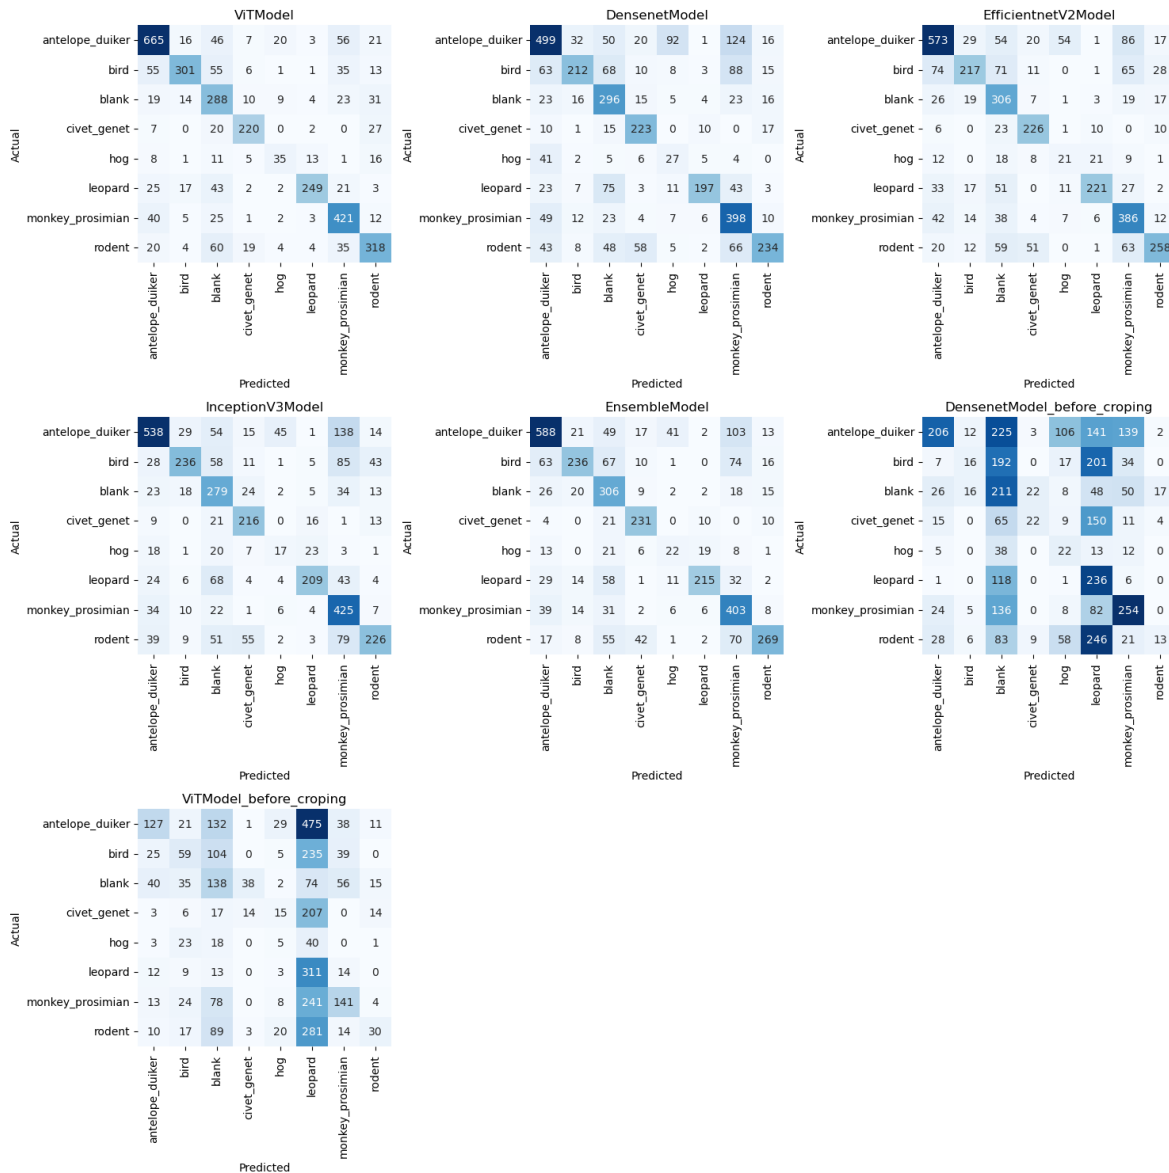 ViTModel
Actual
antelope_duiker 665 16 46 7 20 3 56 21
bird 55 301 55 6 1 1 35 13
blank 19 14 288 10 9 4 23 31
civet_genet 7 0 20 220 0 2 0 27
hog 8 1 11 5 35 13 1 16
leopard 25 17 43 2 2 249 21 3
monkey_prosimian 40 5 25 1 2 3 421 12
rodent 20 4 60 19 4 4 35 318
antelope_duiker bird blank civet_genet hog leopard monkey_prosimian rodent
Predicted
DensenetModel
Actual
antelope_duiker 499 32 50 20 92 1 124 16
bird 63 212 68 10 8 3 88 15
blank 23 16 296 15 5 4 23 16
civet_genet 10 1 15 223 0 10 0 17
hog 41 2 5 6 27 5 4 0
leopard 23 7 75 3 11 197 43 3
monkey_prosimian 49 12 23 4 7 6 398 10
rodent 43 8 48 58 5 2 66 234
antelope_duiker bird blank civet_genet hog leopard monkey_prosimian rodent
Predicted
EfficientnetV2Model
Actual
antelope_duiker 573 29 54 20 54 1 86 17
bird 74 217 71 11 0 1 65 28
blank 26 19 306 7 1 3 19 17
civet_genet 6 0 23 226 1 10 0 10
hog 12 0 18 8 21 21 9 1
leopard 33 17 51 0 11 221 27 2
monkey_prosimian 42 14 38 4 7 6 386 12
rodent 20 12 59 51 0 1 63 258
antelope_duiker bird blank civet_genet hog leopard monkey_prosimian rodent
Predicted
InceptionV3Model
Actual
antelope_duiker 538 29 54 15 45 1 138 14
bird 28 236 58 11 1 5 85 43
blank 23 18 279 24 2 5 34 13
civet_genet 9 0 21 216 0 16 1 13
hog 18 1 20 7 17 23 3 1
leopard 24 6 68 4 4 209 43 4
monkey_prosimian 34 10 22 1 6 4 425 7
rodent 39 9 51 55 2 3 79 226
antelope_duiker bird blank civet_genet hog leopard monkey_prosimian rodent
Predicted
EnsembleModel
Actual
antelope_duiker 588 21 49 17 41 2 103 13
bird 63 236 67 10 1 0 74 16
blank 26 20 306 9 2 2 18 15
civet_genet 4 0 21 231 0 10 0 10
hog 13 0 21 6 22 19 8 1
leopard 29 14 58 1 11 215 32 2
monkey_prosimian 39 14 31 2 6 6 403 8
rodent 17 8 55 42 1 2 70 269
antelope_duiker bird blank civet_genet hog leopard monkey_prosimian rodent
Predicted
DensenetModel_before_croping
Actual
antelope_duiker 206 12 225 3 106 141 139 2
bird 7 16 192 0 17 201 34 0
blank 26 16 211 22 8 48 50 17
civet_genet 15 0 65 22 9 150 11 4
hog 5 0 38 0 22 13 12 0
leopard 1 0 118 0 1 236 6 0
monkey_prosimian 24 5 136 0 8 82 254 0
rodent 28 6 83 9 58 246 21 13
antelope_duiker bird blank civet_genet hog leopard monkey_prosimian rodent
Predicted
ViTModel_before_croping
Actual
antelope_duiker 127 21 132 1 29 475 38 11
bird 25 59 104 0 5 235 39 0
blank 40 35 138 38 2 74 56 15
civet_genet 3 6 17 14 15 207 0 14
hog 3 23 18 0 5 40 0 1
leopard 12 9 13 0 3 311 14 0
monkey_prosimian 13 24 78 0 8 241 141 4
rodent 10 17 89 3 20 281 14 30
antelope_duiker bird blank civet_genet hog leopard monkey_prosimian rodent
Predicted